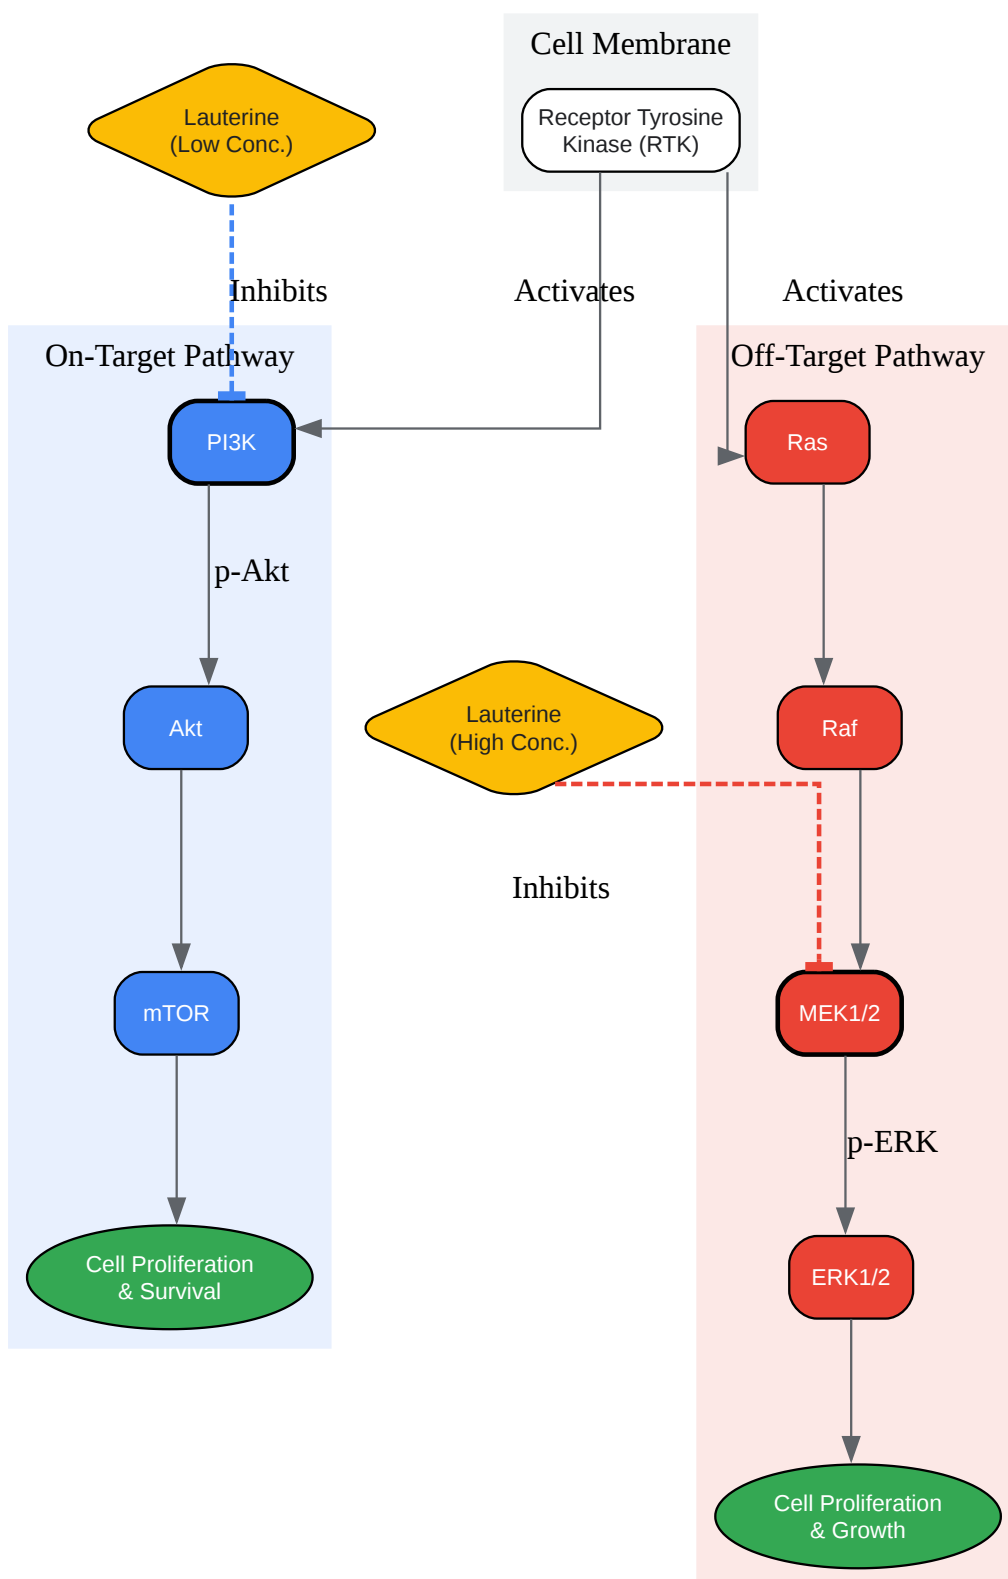 Cell Membrane
Receptor Tyrosine
Kinase (RTK)
Lauterine
(Low Conc.)
Inhibits
Activates
Activates
On-Target Pathway
Off-Target Pathway
PI3K
Ras
p-Akt
Akt
Lauterine
(High Conc.)
Raf
Inhibits
mTOR
MEK1/2
p-ERK
Cell Proliferation
& Survival
ERK1/2
Cell Proliferation
& Growth